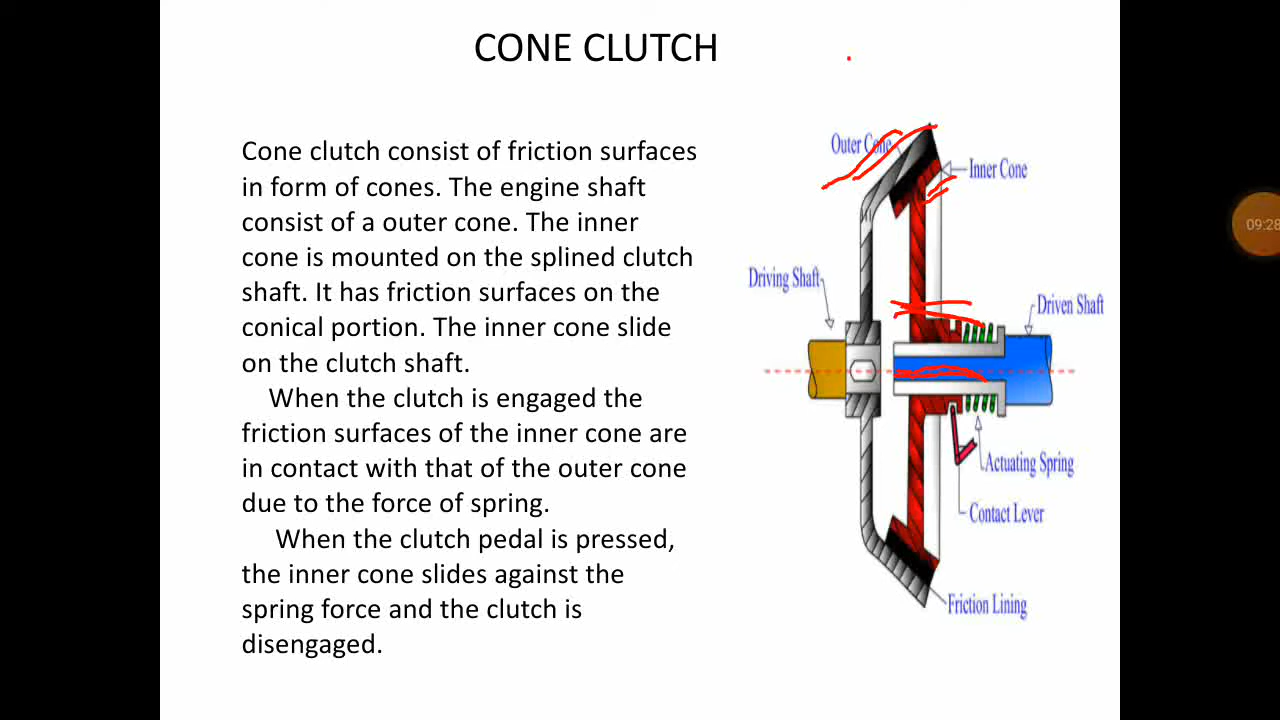 CONE CLUTCH
Cone clutch consist of friction surfaces
in form of cones. The engine shaft
consist of a outer cone. The inner
cone is mounted on the splined clutch
shaft. It has friction surfaces on the
conical portion. The inner cone slide
on the clutch shaft.
When the clutch is engaged the
friction surfaces of the inner cone are
in contact with that of the outer cone
due to the force of spring.
When the clutch pedal is pressed,
the inner cone slides against the
spring force and the clutch is
disengaged.
Outer Cone
Inner Cone
Driving Shaft
Driven Shaft
Actuating Spring
Contact Lever
Friction Lining
09:28